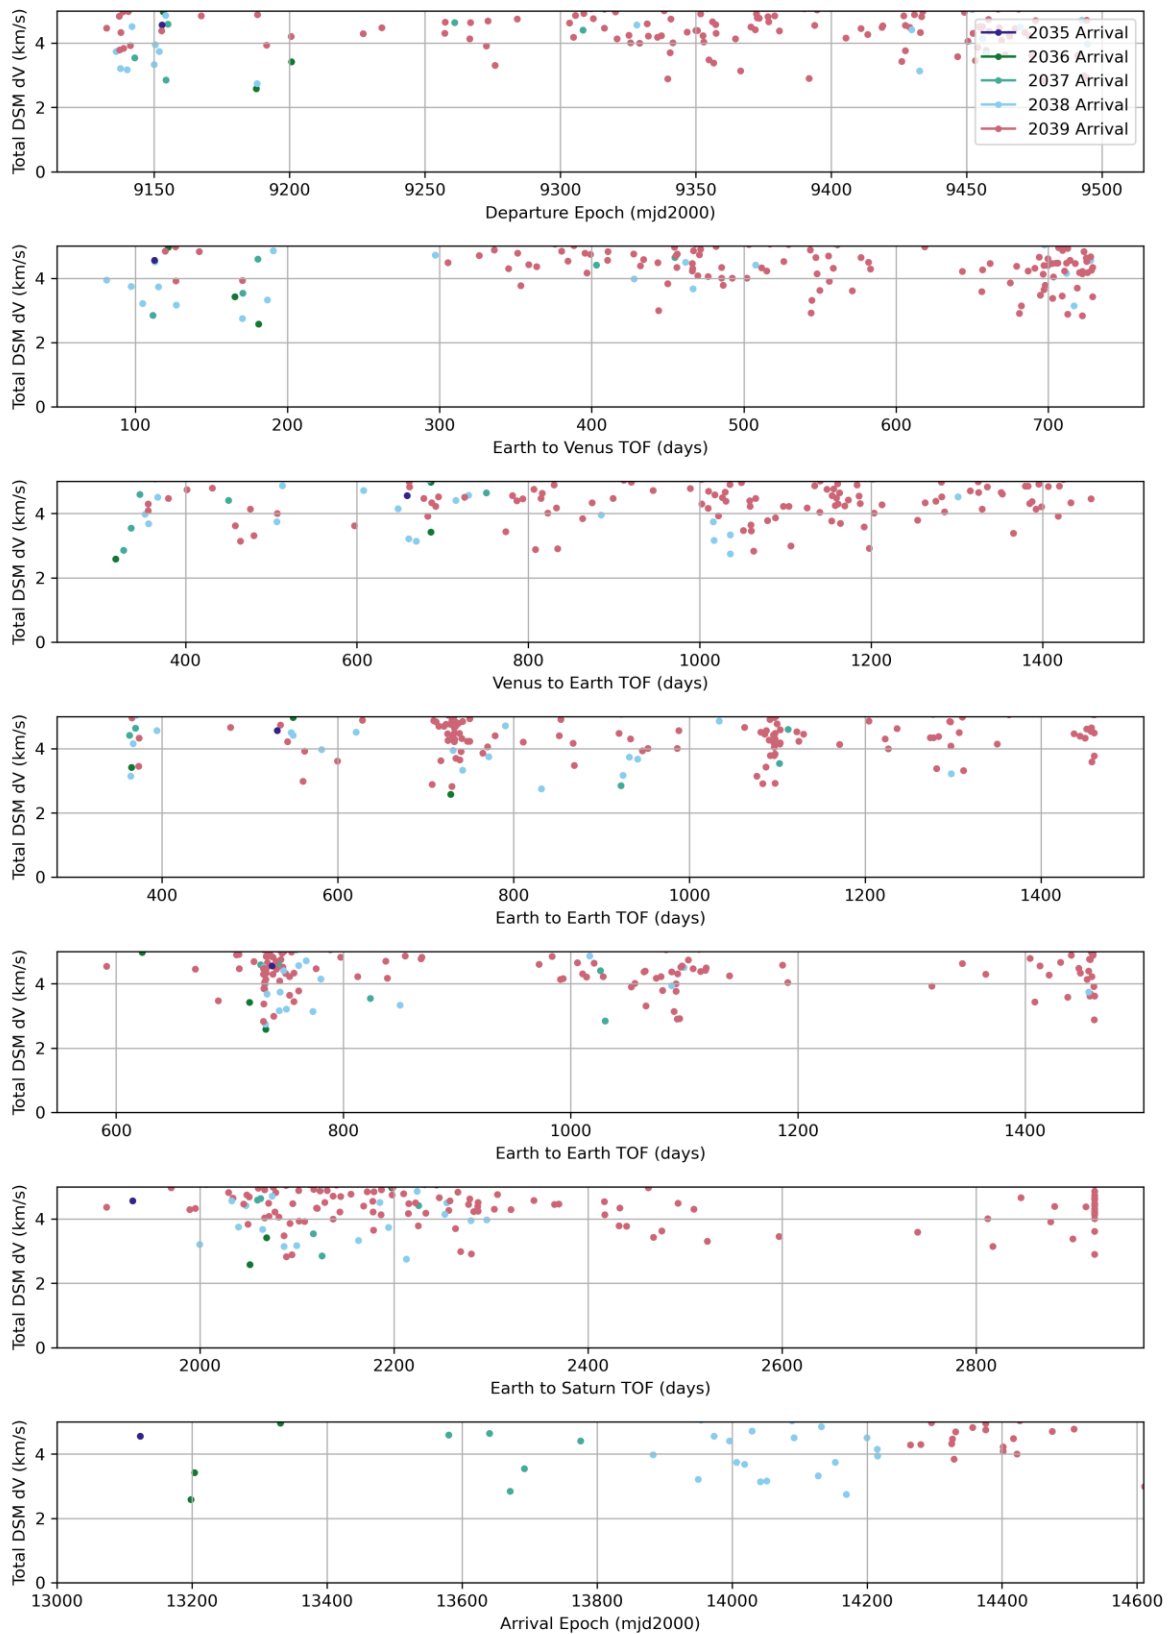 Total DSM dV (km/s)
4
2
0
2035 Arrival
2036 Arrival
2037 Arrival
2038 Arrival
2039 Arrival
9150 9200 9250 9300 9350 9400 9450 9500
Departure Epoch (mjd2000)
Total DSM dV (km/s)
4
2
0
100 200 300 400 500 600 700
Earth to Venus TOF (days)
Total DSM dV (km/s)
4
2
0
400 600 800 1000 1200 1400
Venus to Earth TOF (days)
Total DSM dV (km/s)
4
2
0
400 600 800 1000 1200 1400
Earth to Earth TOF (days)
Total DSM dV (km/s)
4
2
0
600 800 1000 1200 1400
Earth to Earth TOF (days)
Total DSM dV (km/s)
4
2
0
2000 2200 2400 2600 2800
Earth to Saturn TOF (days)
Total DSM dV (km/s)
4
2
0
13000 13200 13400 13600 13800 14000 14200 14400 14600
Arrival Epoch (mjd2000)